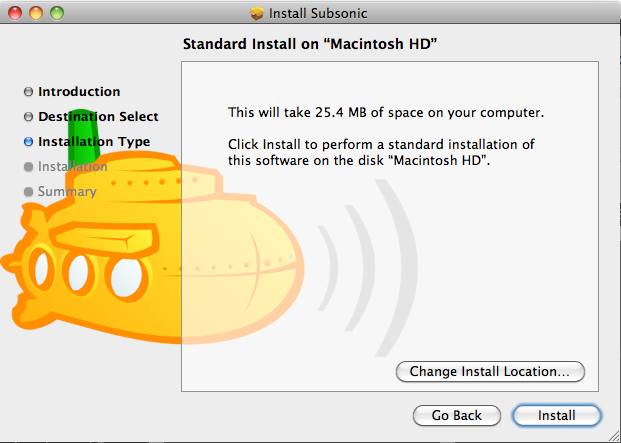 Install Subsonic
Standard Install on “Macintosh HD”
Introduction
Destination Select
Installation Type
Installation
Summary
This will take 25.4 MB of space on your computer.
Click Install to perform a standard installation of
this software on the disk “Macintosh HD”.
Change Install Location...
Go Back
Install